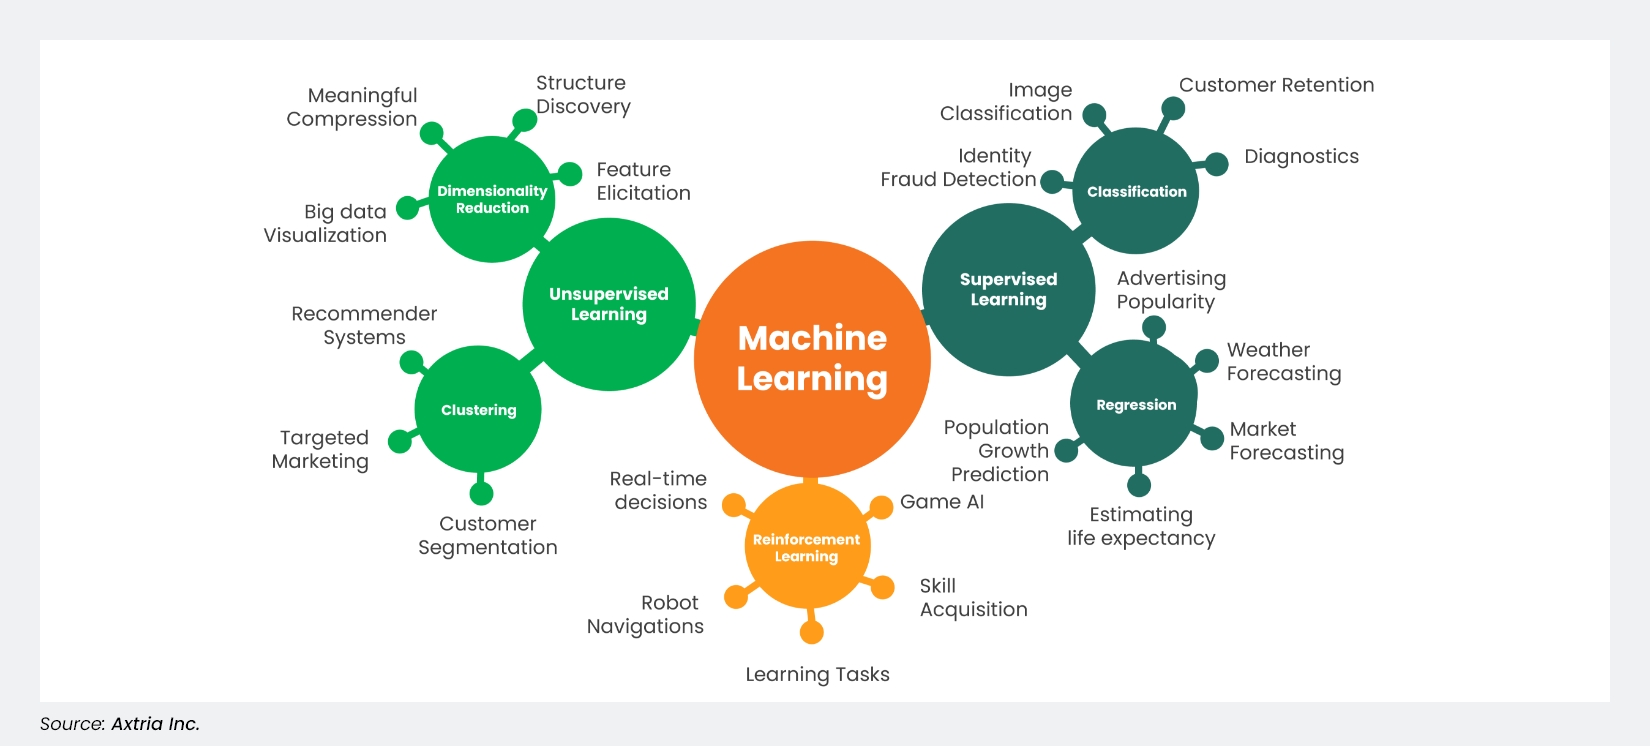 Meaningful
Compression
Structure
Discovery
Feature
Elicitation
Dimensionality
Reduction
Big data
Visualization
Unsupervised
Learning
Recommender
Systems
Clustering
Targeted
Marketing
Customer
Segmentation
Machine
Learning
Image
Classification
Customer Retention
Identity
Fraud Detection
Diagnostics
Classification
Supervised
Learning
Advertising
Popularity
Weather
Forecasting
Regression
Population
Growth
Prediction
Market
Forecasting
Estimating
life expectancy
Real-time
decisions
Game AI
Reinforcement
Learning
Robot
Navigations
Skill
Acquisition
Learning Tasks
Source: Axtria Inc.